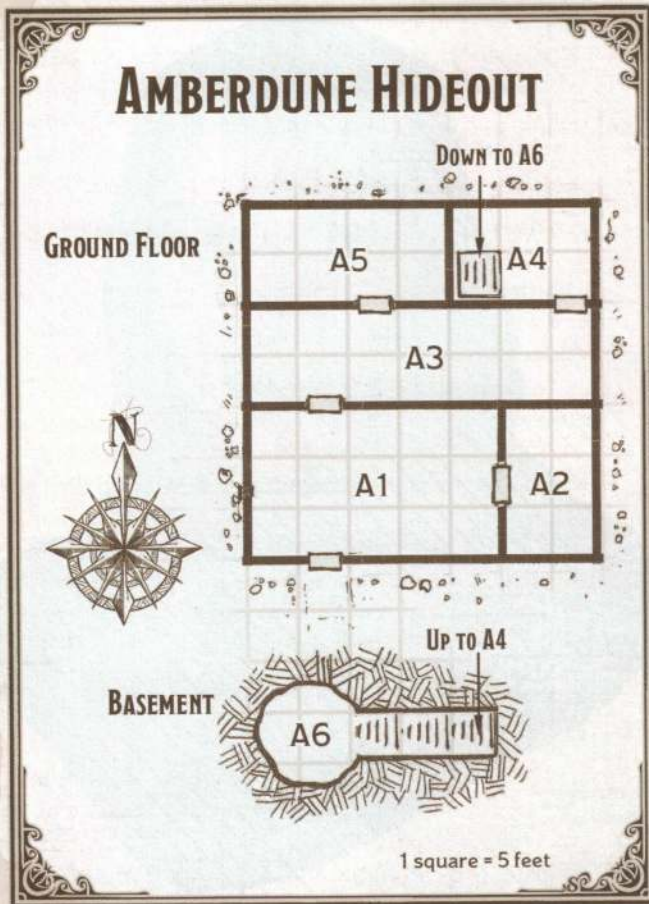 AMBERDUNE HIDEOUT
DOWN TO A6
GROUND FLOOR
A5
A4
A3
N
A1
A2
UP TO A4
BASEMENT
A6
1 square = 5 feet